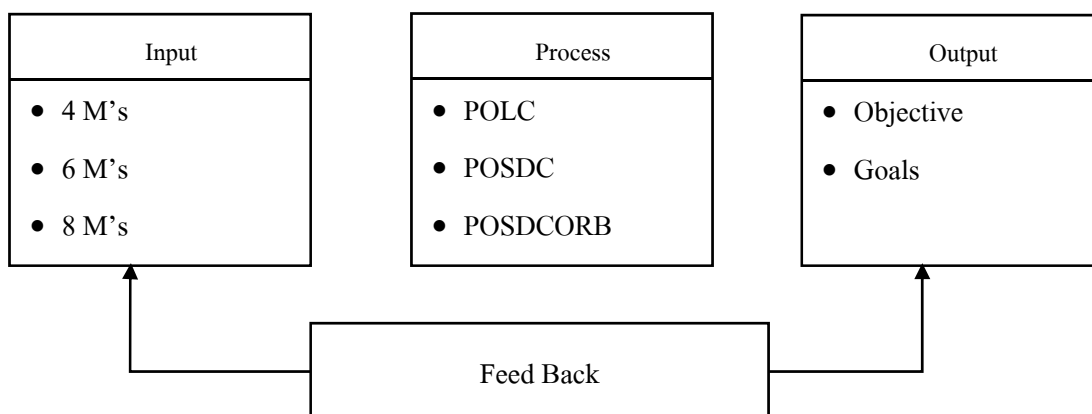 Input
• 4 M’s
• 6 M’s
• 8 M’s
Process
• POLC
• POSDC
• POSDCORB
Output
• Objective
• Goals
Feed Back